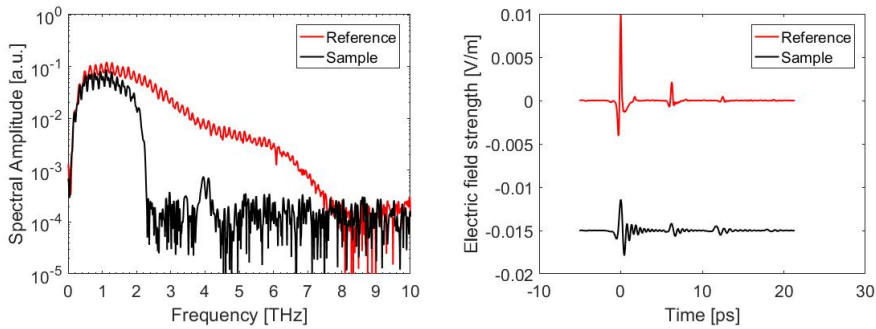 Spectral Amplitude [a.u.]
10^0
10^-1
10^-2
10^-3
10^-4
10^-5
Reference
Sample
0 1 2 3 4 5 6 7 8 9 10
Frequency [THz]
Electric field strength [V/m]
0.01
0.005
0
-0.005
-0.01
-0.015
-0.02
Reference
Sample
-10 0 10 20 30
Time [ps]